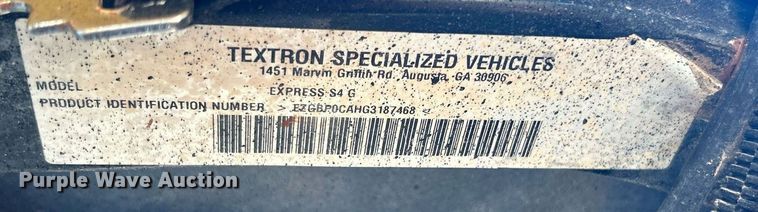 TEXTRON SPECIALIZED VEHICLES
1451 Marvin Griffin Rd, Augusta, GA 30906
MODEL EXPRESS S4 G
PRODUCT IDENTIFICATION NUMBER > EZGBP0CAHG3187468 <
Purple Wave Auction